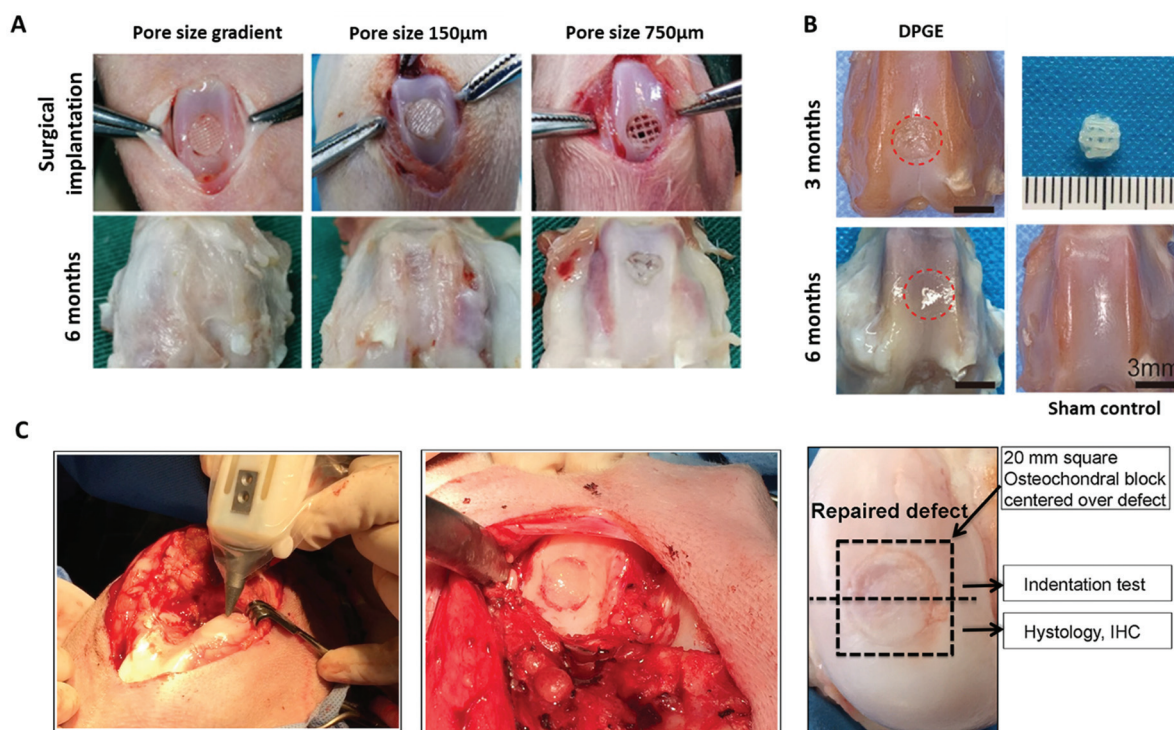 A
Pore size gradient
Pore size 150µm
Pore size 750µm
Surgical
implantation
6 months
B
DPGE
3 months
6 months
3mm
Sham control
C
Repaired defect
20 mm square
Osteochondral block
centered over defect
Indentation test
Hystology, IHC